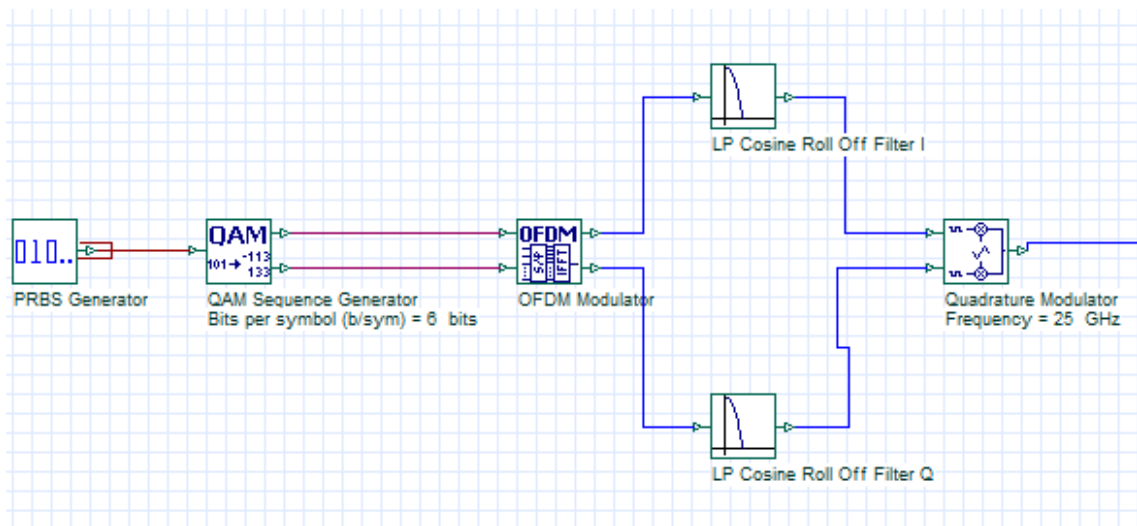 LP Cosine Roll Off Filter I
010..
PRBS Generator
QAM
101→ -113
133
QAM Sequence Generator
Bits per symbol (b/sym) = 6 bits
OFDM
S/P IFFT
OFDM Modulator
Quadrature Modulator
Frequency = 25 GHz
LP Cosine Roll Off Filter Q